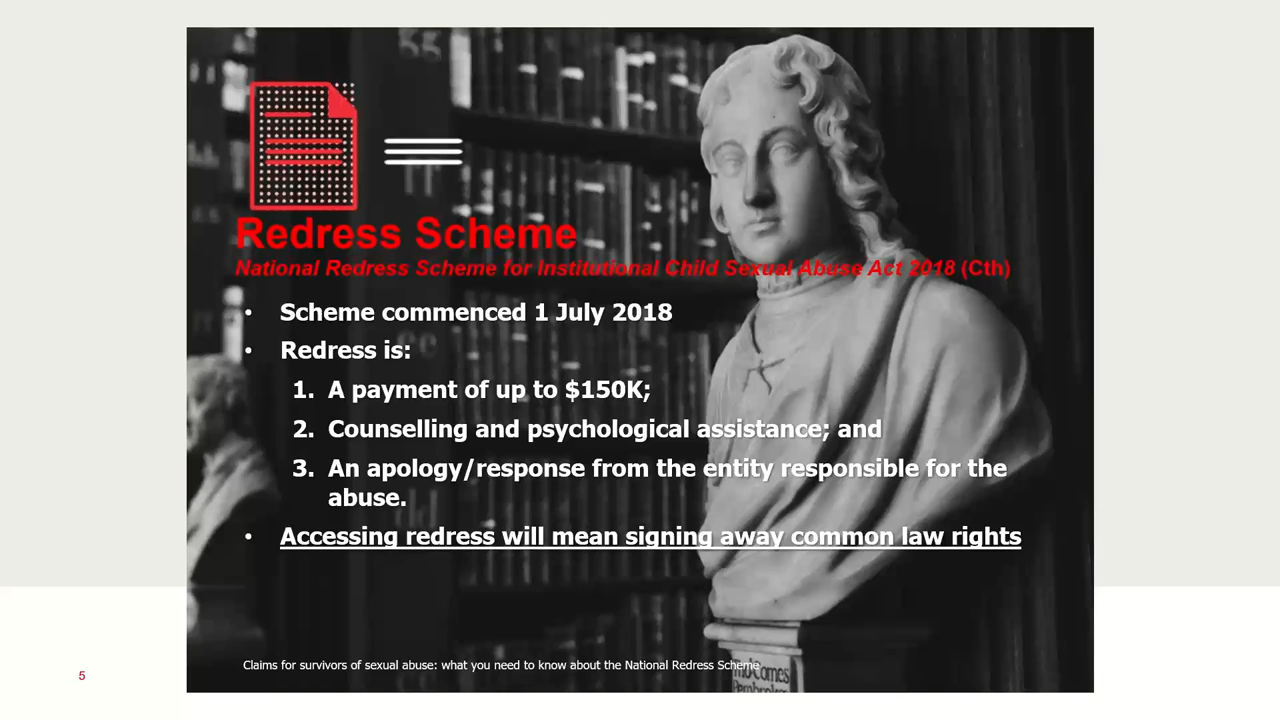 Redress Scheme
National Redress Scheme for Institutional Child Sexual Abuse Act 2018 (Cth)
• Scheme commenced 1 July 2018
• Redress is:
1. A payment of up to $150K;
2. Counselling and psychological assistance; and
3. An apology/response from the entity responsible for the
abuse.
• Accessing redress will mean signing away common law rights
Claims for survivors of sexual abuse: what you need to know about the National Redress Scheme
5